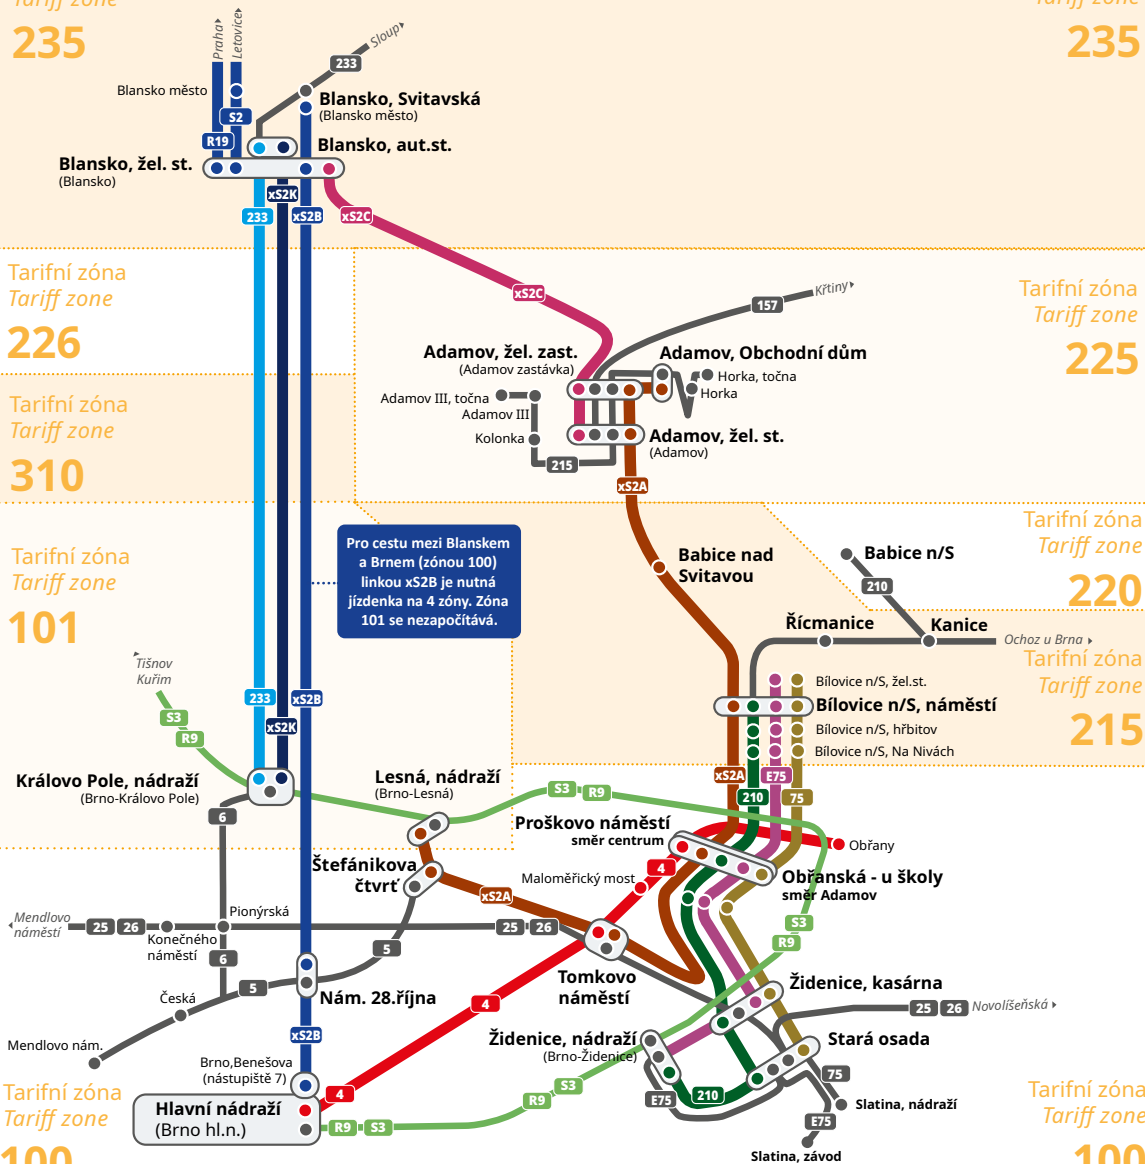 Tariff zone
235
Tariff zone
235
Praha
Letovice
Sloup
233
Blansko město
S2
R19
Blansko, Svitavská
(Blansko město)
Blansko, aut.st.
Blansko, žel. st.
(Blansko)
xS2K
233
xS2B
xS2C
xS2C
Tarifní zóna
Tariff zone
226
Tarifní zóna
Tariff zone
225
157
Křtiny
Adamov, žel. zast.
(Adamov zastávka)
Adamov, Obchodní dům
Horka, točna
Horka
Adamov III, točna
Adamov III
Kolonka
215
Adamov, žel. st.
(Adamov)
xS2A
Tarifní zóna
Tariff zone
310
Tarifní zóna
Tariff zone
101
Pro cestu mezi Blanskem
a Brnem (zónou 100)
linkou xS2B je nutná
jízdenka na 4 zóny. Zóna
101 se nezapočítává.
Babice nad
Svitavou
Babice n/S
210
Tarifní zóna
Tariff zone
220
Řícmanice
Kanice
Ochoz u Brna
Tarifní zóna
Tariff zone
215
Tišnov
Kuřim
S3
R9
233
xS2B
xS2K
Bílovice n/S, žel.st.
Bílovice n/S, náměstí
Bílovice n/S, hřbitov
Bílovice n/S, Na Nivách
xS2A
E75
210
75
Královo Pole, nádraží
(Brno-Královo Pole)
6
Lesná, nádraží
(Brno-Lesná)
S3
R9
Proškovo náměstí
směr centrum
Obřany
Štefánikova
čtvrť
Maloměřický most
4
Obřanská - u školy
směr Adamov
xS2A
Mendlovo
náměstí
25
26
Konečného
náměstí
Pionýrská
25
26
S3
R9
6
5
5
Česká
Nám. 28.října
Tomkovo
náměstí
4
Židenice, kasárna
25
26
Novolíšeňská
Mendlovo nám.
xS2B
Židenice, nádraží
(Brno-Židenice)
Stará osada
Brno,Benešova
(nástupiště 7)
75
Tarifní zóna
Tariff zone
100
Hlavní nádraží
(Brno hl.n.)
4
R9
S3
R9
S3
E75
210
Slatina, nádraží
E75
Slatina, závod
Tarifní zóna
Tariff zone
100